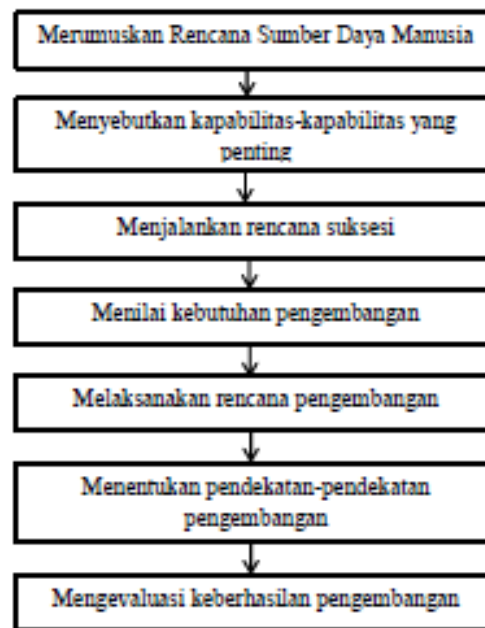 Merumuskan Rencana Sumber Daya Manusia
Menyebutkan kapabilitas-kapabilitas yang
penting
Menjalankan rencana suksesi
Menilai kebutuhan pengembangan
Melaksanakan rencana pengembangan
Menentukan pendekatan-pendekatan
pengembangan
Mengevaluasi keberhasilan pengembangan